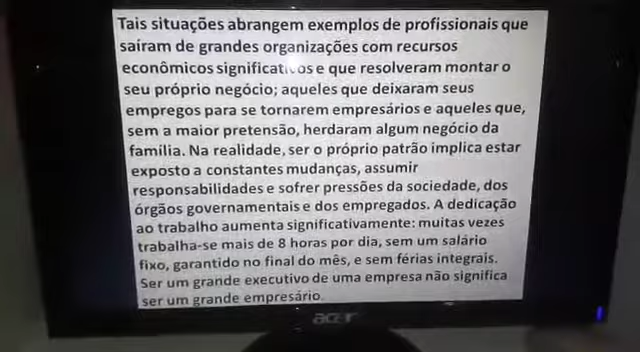 Tais situações abrangem exemplos de profissionais que
saíram de grandes organizações com recursos
econômicos significativos e que resolveram montar o
seu próprio negócio; aqueles que deixaram seus
empregos para se tornarem empresários e aqueles que,
sem a maior pretensão, herdaram algum negócio da
família. Na realidade, ser o próprio patrão implica estar
exposto a constantes mudanças, assumir
responsabilidades e sofrer pressões da sociedade, dos
órgãos governamentais e dos empregados. A dedicação
ao trabalho aumenta significativamente: muitas vezes
trabalha-se mais de 8 horas por dia, sem um salário
fixo, garantido no final do mês, e sem férias integrais.
Ser um grande executivo de uma empresa não significa
ser um grande empresário.
acer